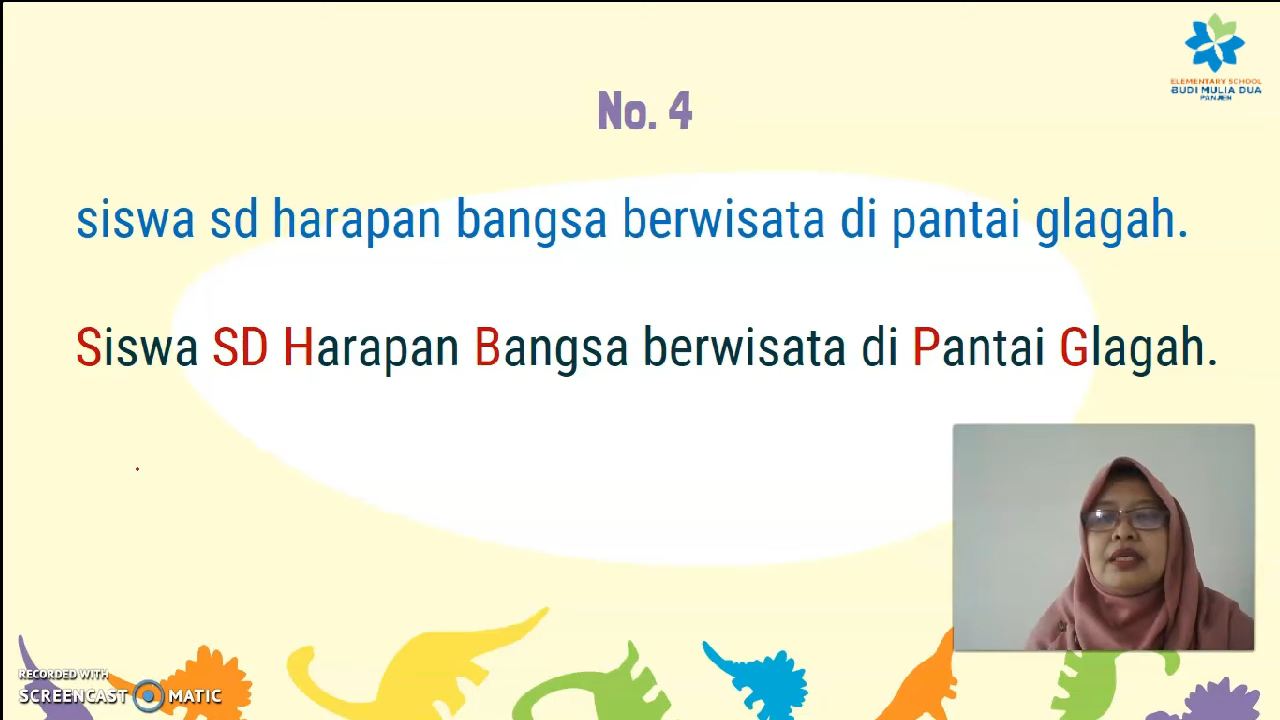 ELEMENTARY SCHOOL
BUDI MULIA DUA
PANJEN
No. 4
siswa sd harapan bangsa berwisata di pantai glagah.
Siswa SD Harapan Bangsa berwisata di Pantai Glagah.
RECORDED WITH
SCREENCAST MATIC